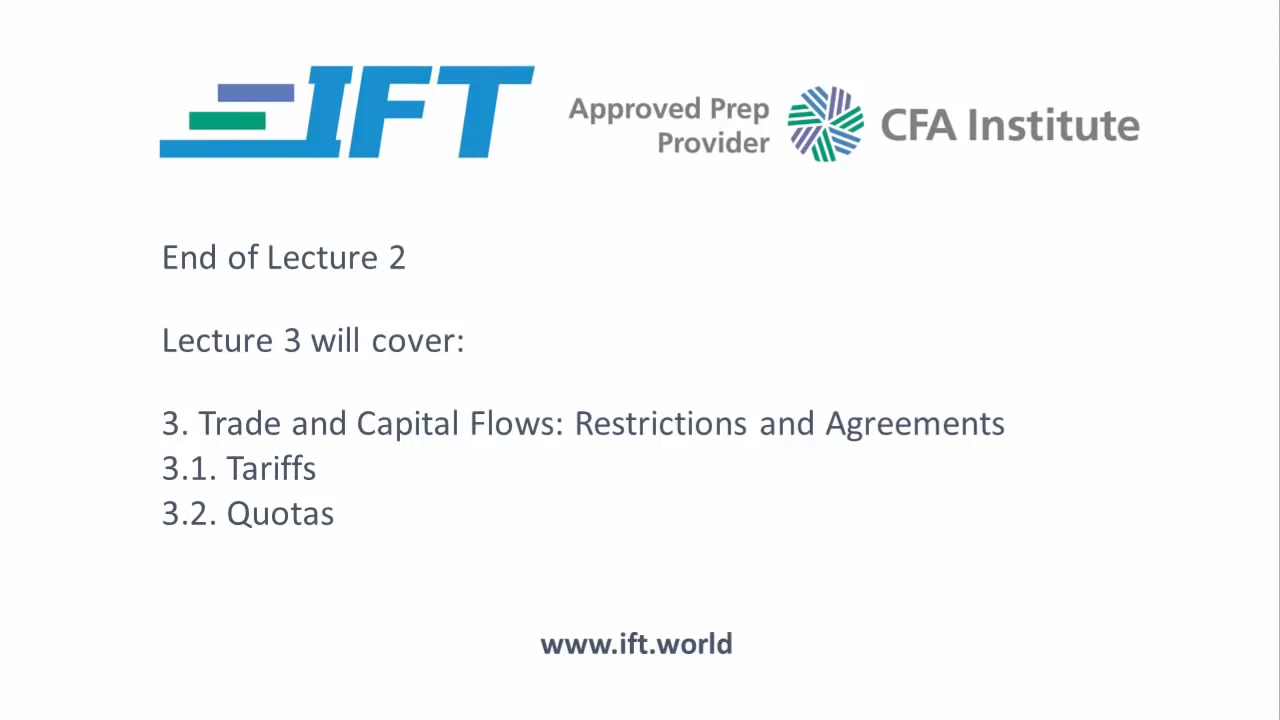 IFT
Approved Prep
Provider
CFA Institute
End of Lecture 2
Lecture 3 will cover:
3. Trade and Capital Flows: Restrictions and Agreements
3.1. Tariffs
3.2. Quotas
www.ift.world